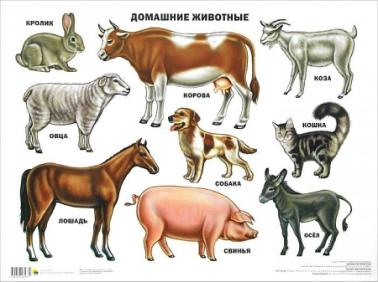 ДОМАШНИЕ ЖИВОТНЫЕ
КРОЛИК
КОРОВА
КОЗА
ОВЦА
СОБАКА
КОШКА
ЛОШАДЬ
СВИНЬЯ
ОСЁЛ